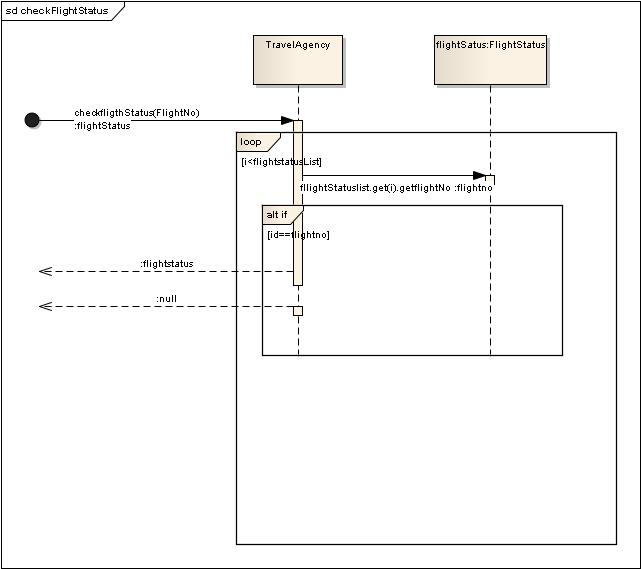 sd checkFlightStatus
TravelAgency
flightSatus:FlightStatus
checkfligthStatus(FlightNo)
:flightStatus
loop
[i<flightstatusList]
fllightStatuslist.get(i).getflightNo :flightno
alt if
[id==flightno]
:flightstatus
:null